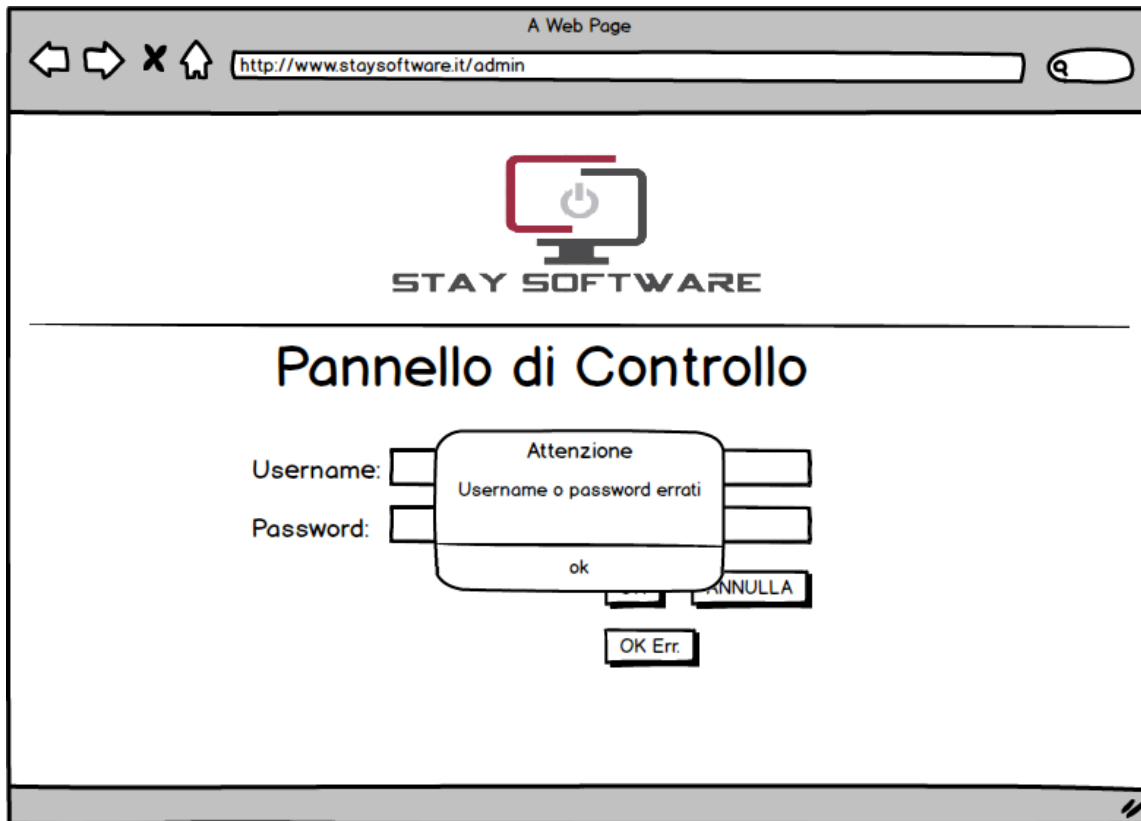 A Web Page
http://www.staysoftware.it/admin
STAY SOFTWARE
Pannello di Controllo
Attenzione
Username:
Username o password errati
Password:
ok
ANNULLA
OK Err.